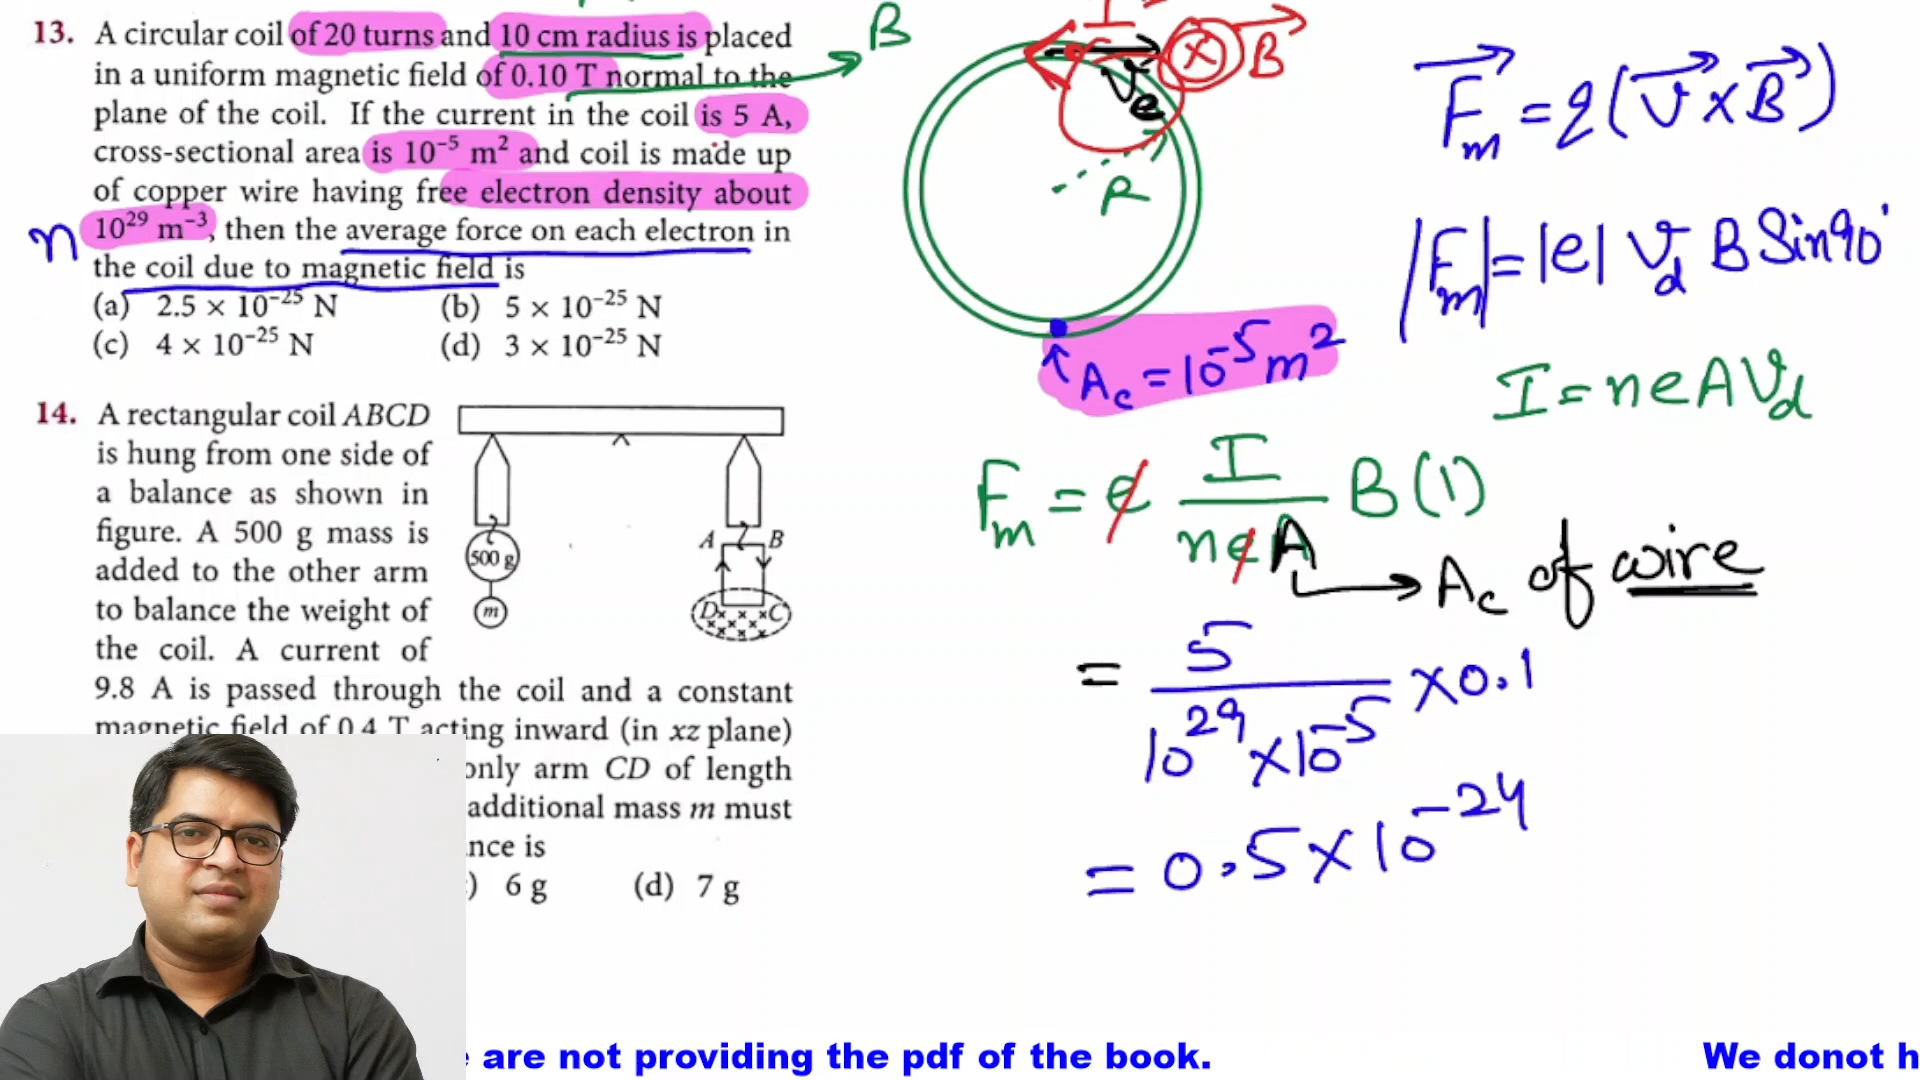 13. A circular coil of 20 turns and 10 cm radius is placed
in a uniform magnetic field of 0.10 T normal to the
plane of the coil. If the current in the coil is 5 A,
cross-sectional area is 10⁻⁵ m² and coil is made up
of copper wire having free electron density about
10²⁹ m⁻³, then the average force on each electron in
the coil due to magnetic field is
(a) 2.5 × 10⁻²⁵ N (b) 5 × 10⁻²⁵ N
(c) 4 × 10⁻²⁵ N (d) 3 × 10⁻²⁵ N
n
14. A rectangular coil ABCD
is hung from one side of
a balance as shown in
figure. A 500 g mass is
added to the other arm
to balance the weight of
the coil. A current of
9.8 A is passed through the coil and a constant
magnetic field of 0.4 T acting inward (in xz plane)
only arm CD of length
additional mass m must
nce is
) 6 g (d) 7 g
500 g
m
A B
D C
B
I
B
Ve
R
A_c = 10⁻⁵ m²
F_m = q(V × B)
|F_m| = |e| V_d B Sin90°
I = neAV_d
F_m = e I/(neA) B (1)
A_c of wire
= 5/(10²⁹ × 10⁻⁵) × 0.1
= 0.5 × 10⁻²⁴
are not providing the pdf of the book.
We donot h